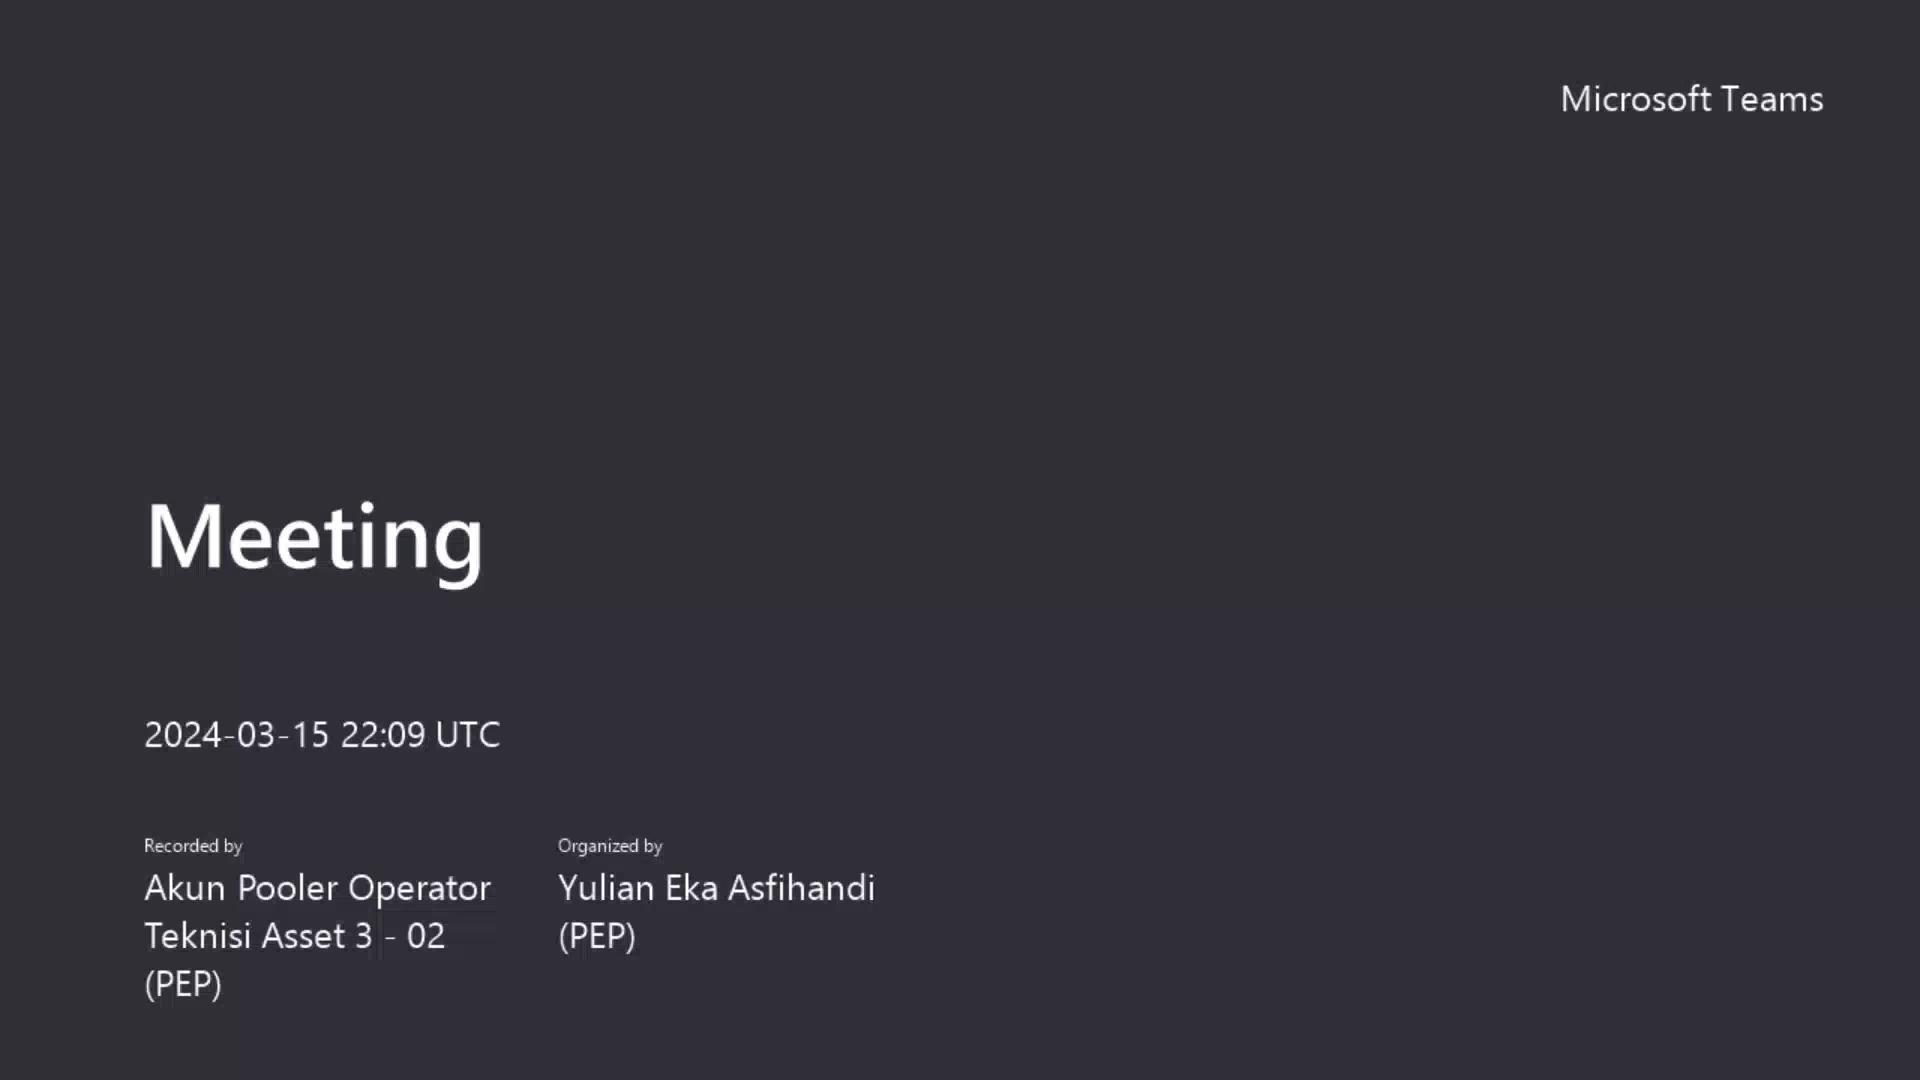 Microsoft Teams
Meeting
2024-03-15 22:09 UTC
Recorded by
Akun Pooler Operator
Teknisi Asset 3 - 02
(PEP)
Organized by
Yulian Eka Asfihandi
(PEP)